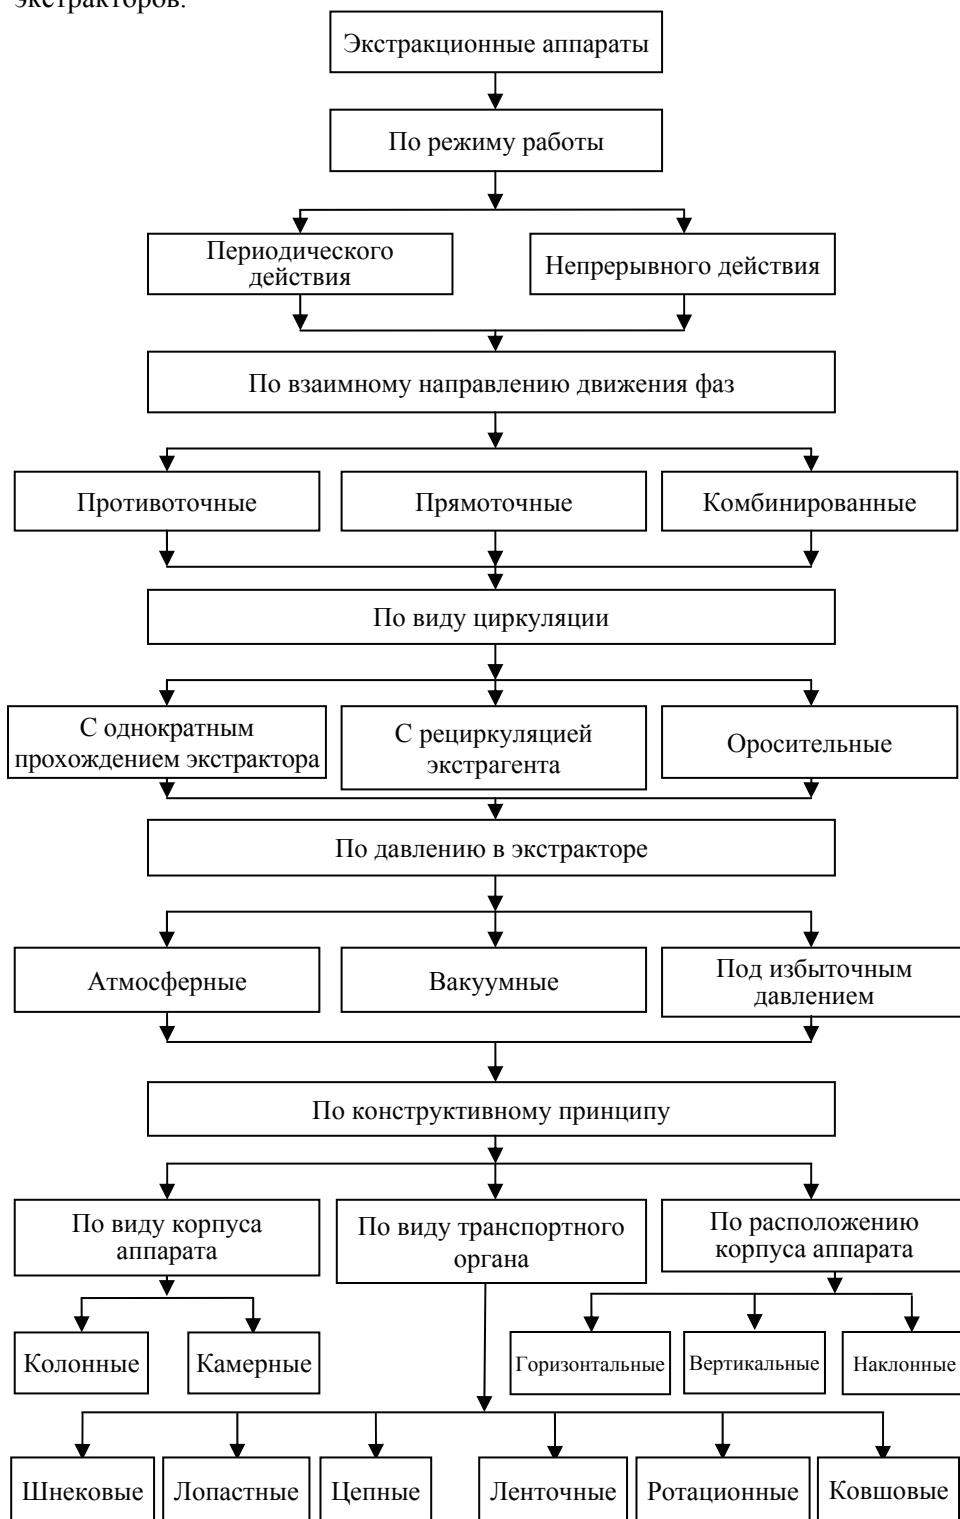 экстракторов.
Экстракционные аппараты
По режиму работы
Периодического
действия
Непрерывного действия
По взаимному направлению движения фаз
Противоточные
Прямоточные
Комбинированные
По виду циркуляции
С однократным
прохождением экстрактора
С рециркуляцией
экстрагента
Оросительные
По давлению в экстракторе
Атмосферные
Вакуумные
Под избыточным
давлением
По конструктивному принципу
По виду корпуса
аппарата
По виду транспортного
органа
По расположению
корпуса аппарата
Колонные
Камерные
Горизонтальные
Вертикальные
Наклонные
Шнековые
Лопастные
Цепные
Ленточные
Ротационные
Ковшовые